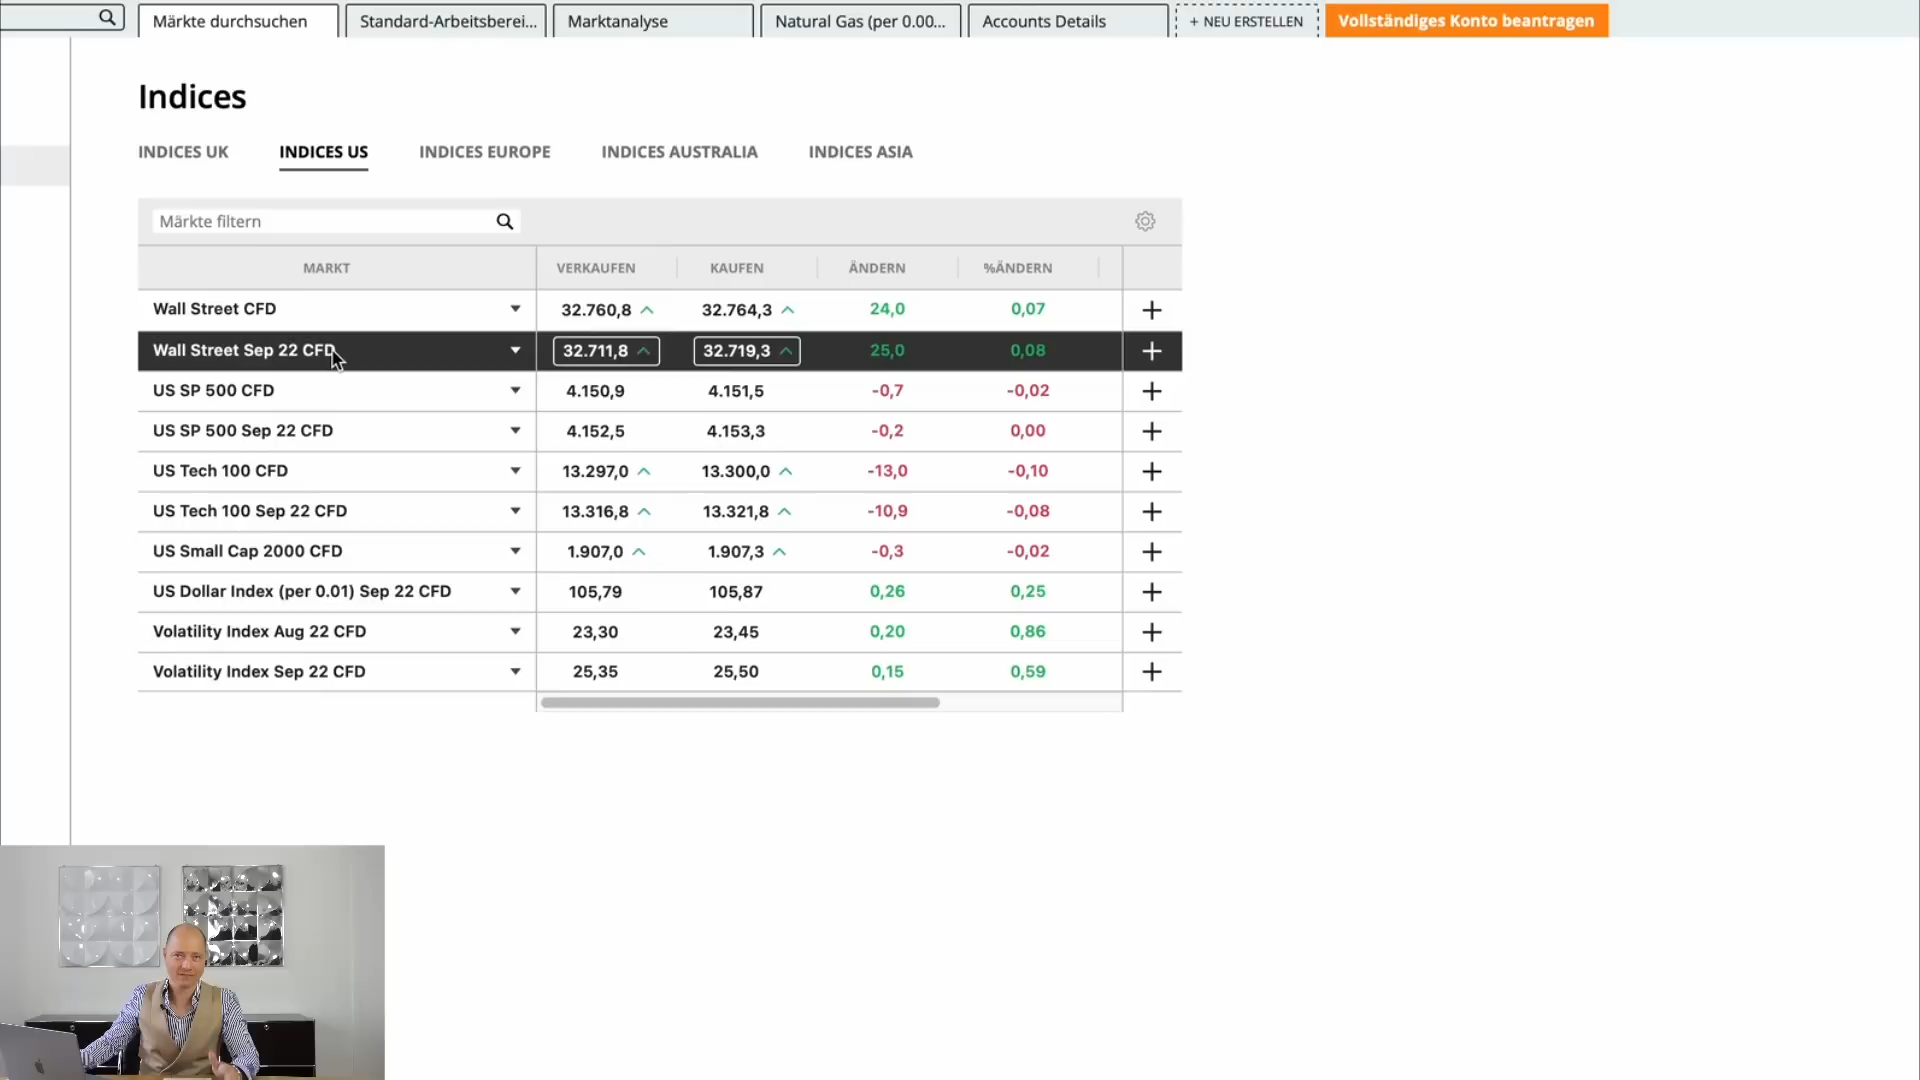 Märkte durchsuchen
Standard-Arbeitsberei...
Marktanalyse
Natural Gas (per 0.00...
Accounts Details
+ NEU ERSTELLEN
Vollständiges Konto beantragen
Indices
INDICES UK INDICES US INDICES EUROPE INDICES AUSTRALIA INDICES ASIA
Märkte filtern
MARKT VERKAUFEN KAUFEN ÄNDERN %ÄNDERN
Wall Street CFD 32.760,8 32.764,3 24,0 0,07
Wall Street Sep 22 CFD 32.711,8 32.719,3 25,0 0,08
US SP 500 CFD 4.150,9 4.151,5 -0,7 -0,02
US SP 500 Sep 22 CFD 4.152,5 4.153,3 -0,2 0,00
US Tech 100 CFD 13.297,0 13.300,0 -13,0 -0,10
US Tech 100 Sep 22 CFD 13.316,8 13.321,8 -10,9 -0,08
US Small Cap 2000 CFD 1.907,0 1.907,3 -0,3 -0,02
US Dollar Index (per 0.01) Sep 22 CFD 105,79 105,87 0,26 0,25
Volatility Index Aug 22 CFD 23,30 23,45 0,20 0,86
Volatility Index Sep 22 CFD 25,35 25,50 0,15 0,59